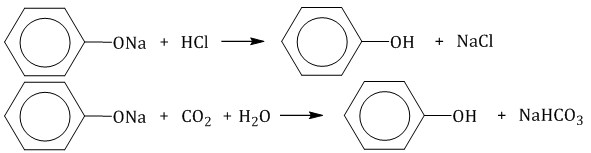 ONa + HCl ⟶ OH + NaCl
ONa + CO₂ + H₂O ⟶ OH + NaHCO₃